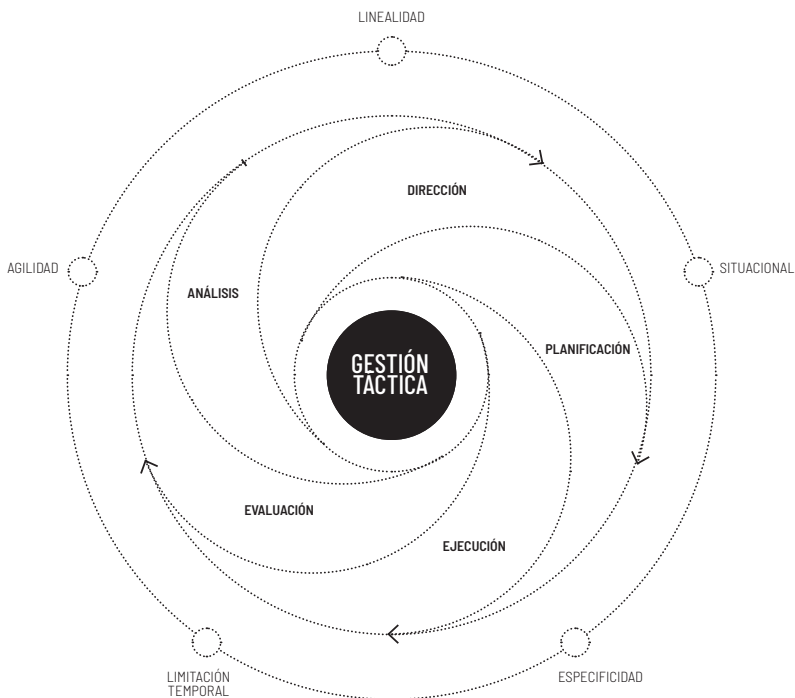 LINEALIDAD
DIRECCIÓN
AGILIDAD
SITUACIONAL
ANÁLISIS
PLANIFICACIÓN
GESTIÓN
TÁCTICA
EVALUACIÓN
EJECUCIÓN
LIMITACIÓN
TEMPORAL
ESPECIFICIDAD